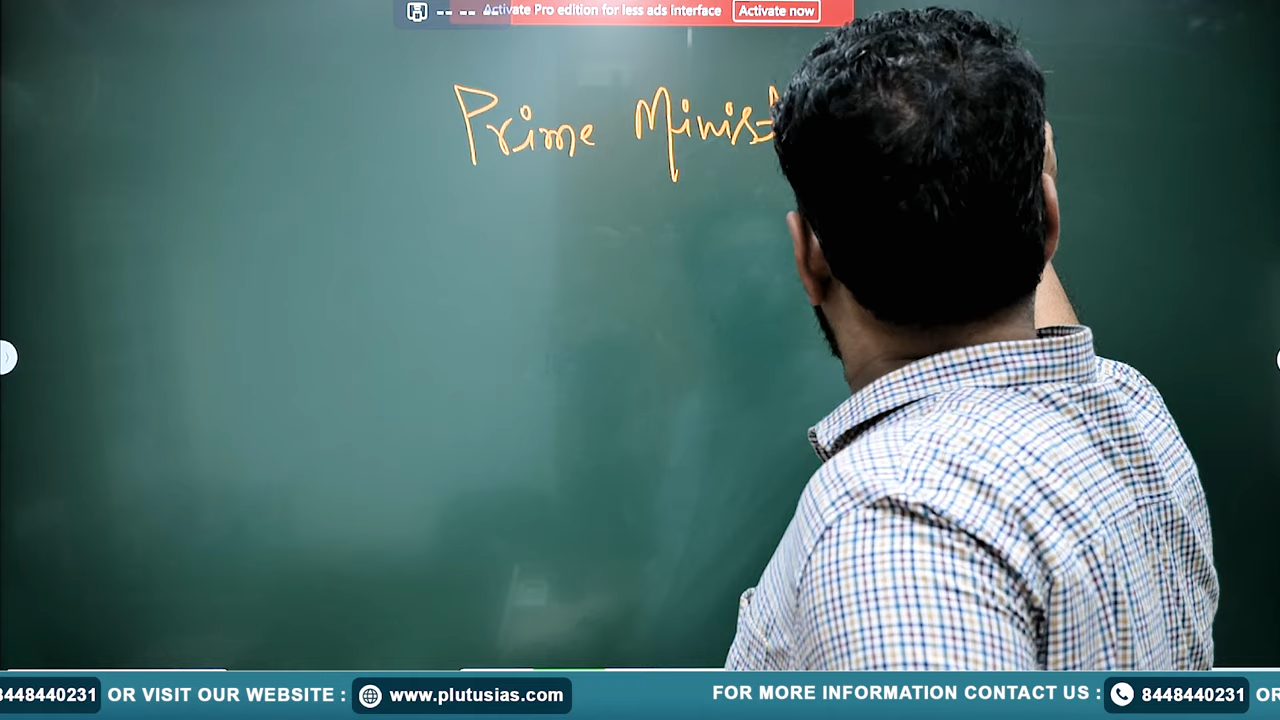 Activate Pro edition for less ads interface Activate now
Prime Minist
8448440231 OR VISIT OUR WEBSITE : www.plutusias.com FOR MORE INFORMATION CONTACT US : 8448440231 OR